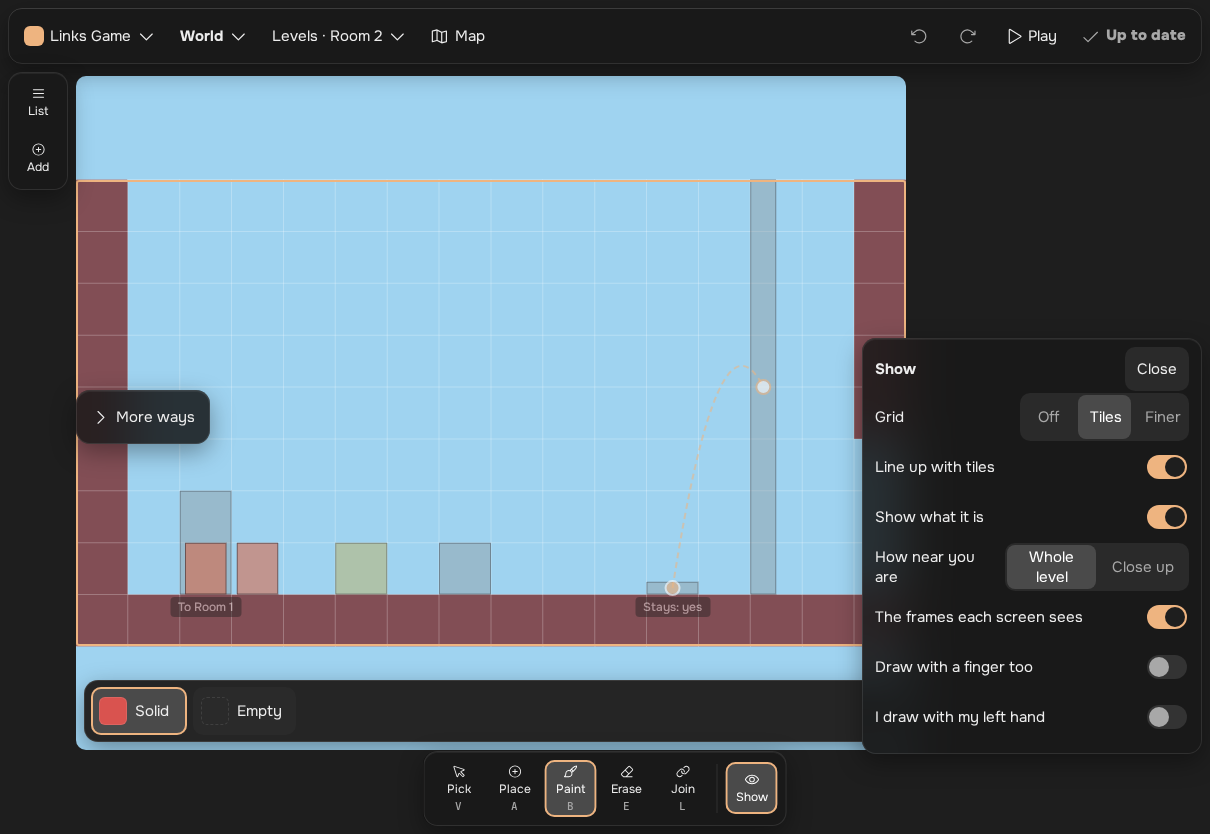 Links Game
World
Levels · Room 2
Map
Play
Up to date
List
Add
More ways
To Room 1
Stays: yes
Show
Close
Grid
Off
Tiles
Finer
Line up with tiles
Show what it is
How near you
are
Whole
level
Close up
The frames each screen sees
Draw with a finger too
I draw with my left hand
Solid
Empty
Pick
V
Place
A
Paint
B
Erase
E
Join
L
Show